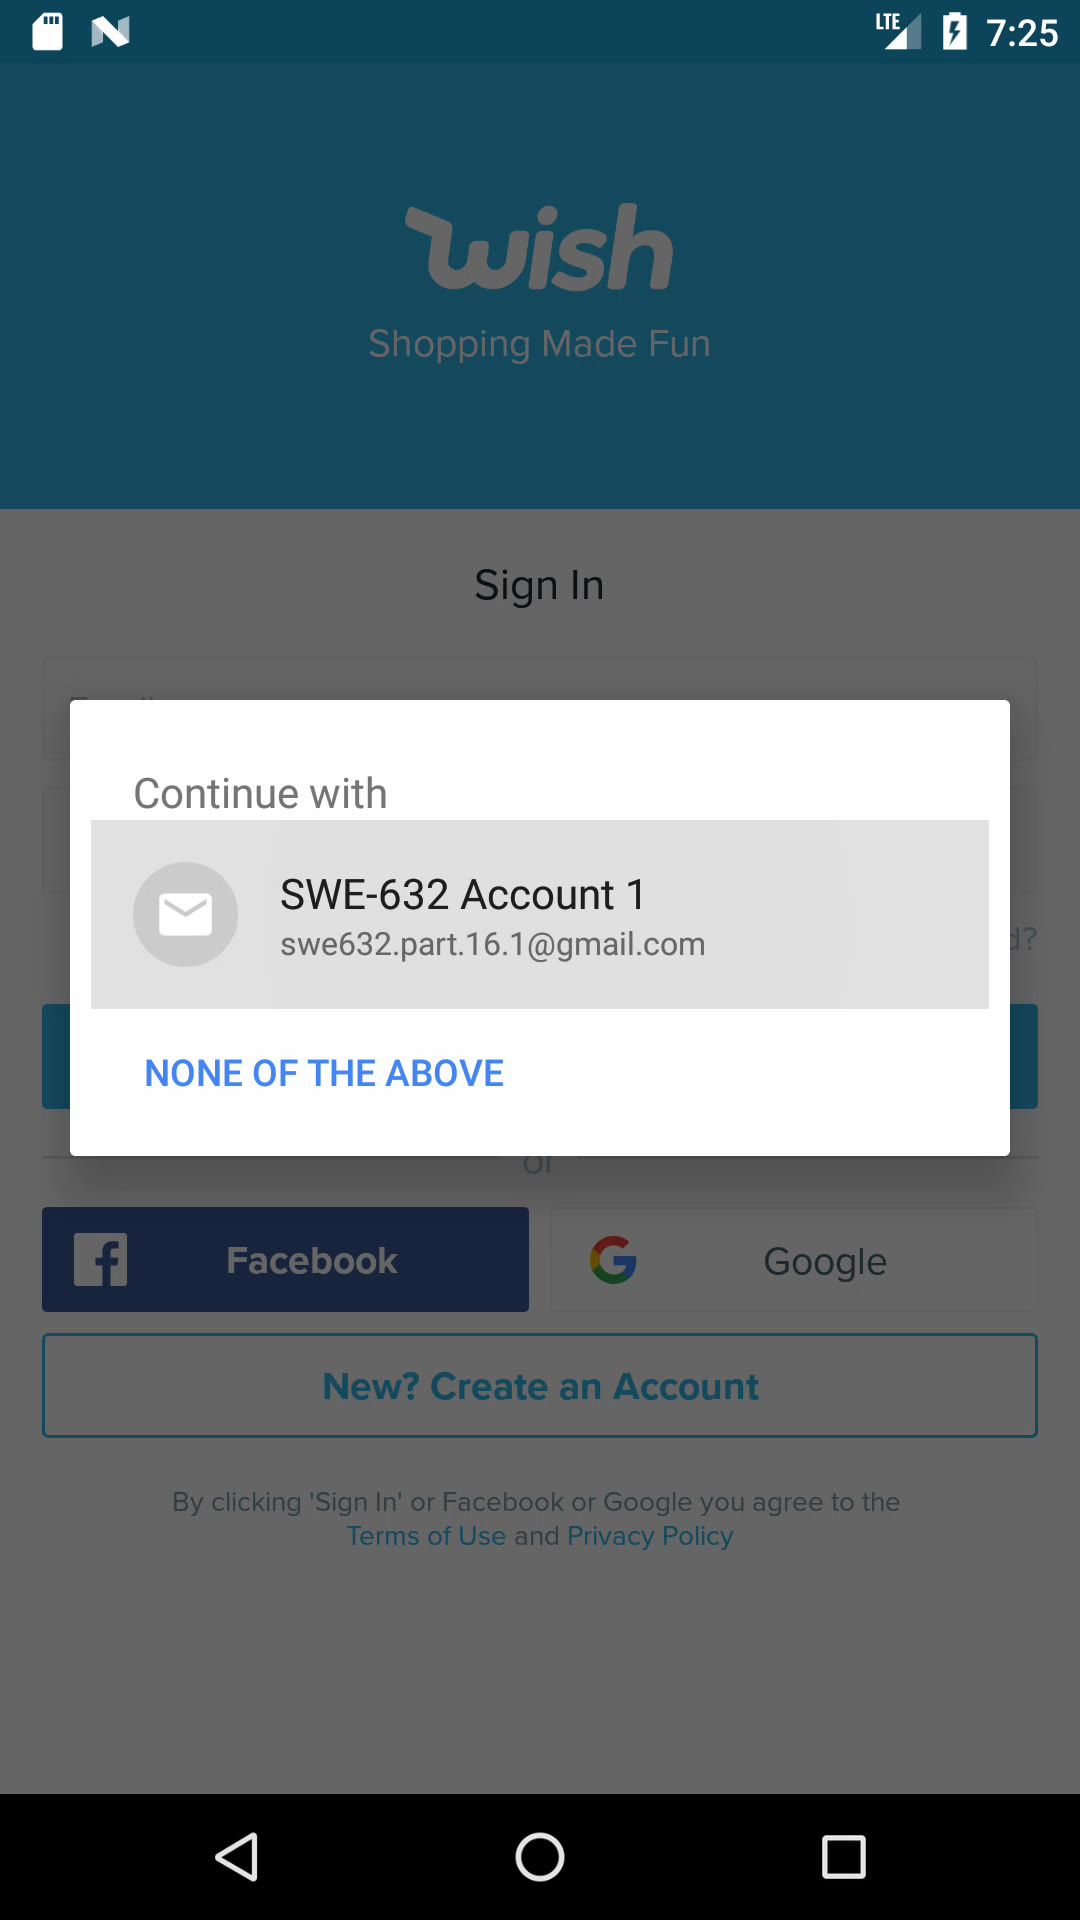 LTE 7:25
wish
Shopping Made Fun
Sign In
Continue with
SWE-632 Account 1
swe632.part.16.1@gmail.com
d?
NONE OF THE ABOVE
or
Facebook
Google
New? Create an Account
By clicking 'Sign In' or Facebook or Google you agree to the
Terms of Use and Privacy Policy